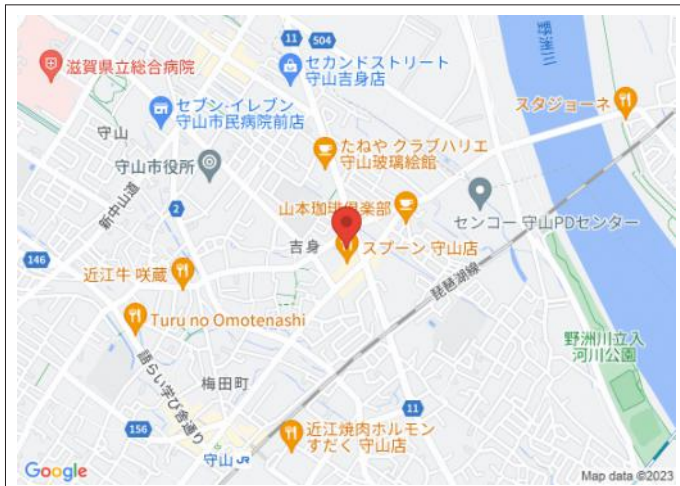 11
504
野洲川
滋賀県立総合病院
セカンドストリート
守山吉身店
セブン-イレブン
守山市民病院前店
スタジョーネ
守山
たねや クラブハリエ
守山玻璃絵館
守山市役所
新中山道
2
山本珈琲倶楽部
センコー 守山PDセンター
吉身
スプーン 守山店
146
近江牛 咲蔵
琵琶湖線
Turu no Omotenashi
野洲川立入
河川公園
語らい学び舎通り
梅田町
11
156
近江焼肉ホルモン
すだく 守山店
守山 JR
Google
Map data ©2023